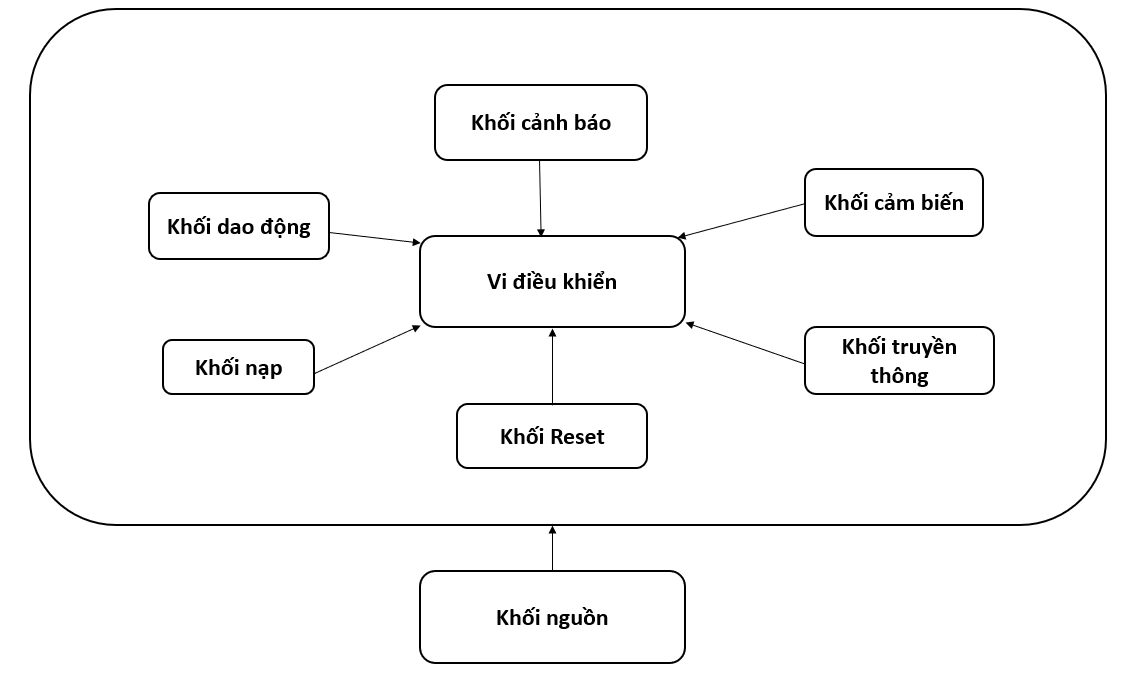 Khối cảnh báo
Khối cảm biến
Khối dao động
Vi điều khiển
Khối truyền
thông
Khối nạp
Khối Reset
Khối nguồn